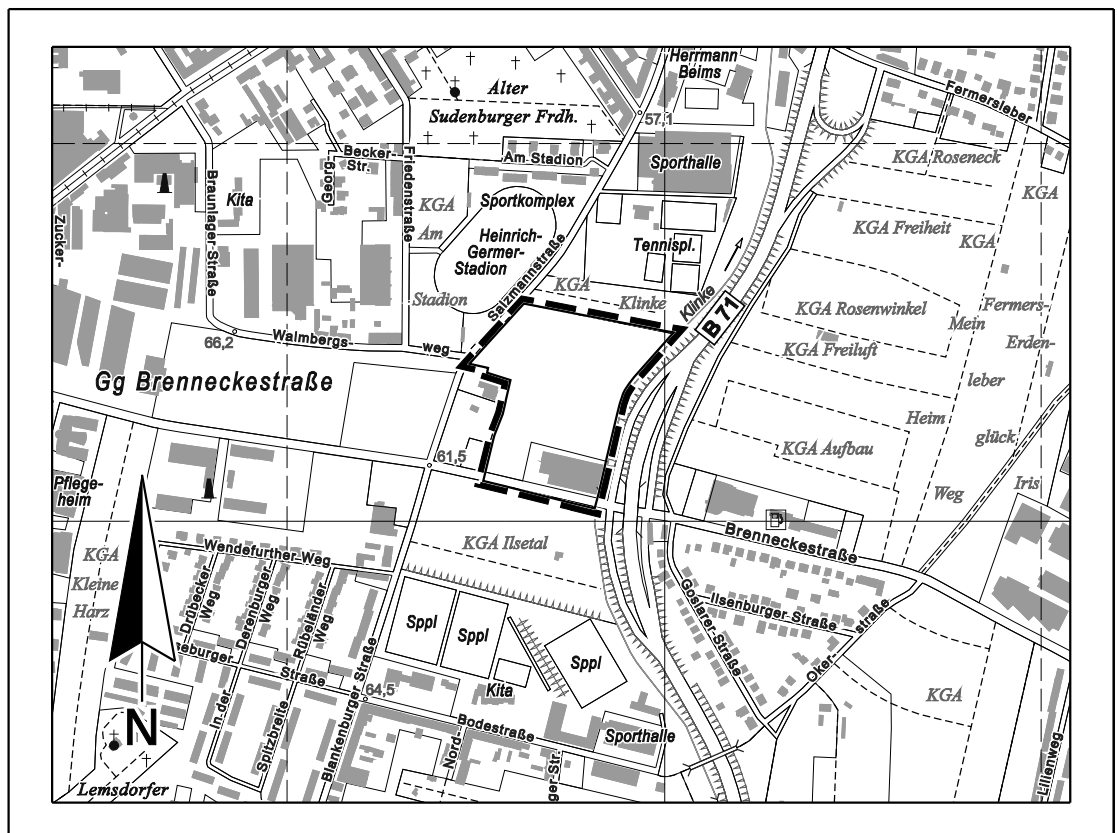 Herrmann
Beims
Alter
Sudenburger Frdh.
57,1
Fermersleber
Am Stadion
Becker-
Str.
Georg
Friedenstraße
Braunlager-Straße
Kita
Zucker-
Sporthalle
KGA Roseneck
KGA
KGA
Am
Stadion
Sportkomplex
Heinrich-
Germer-
Stadion
Salzmannstraße
Tennispl.
KGA Freiheit
KGA
KGA
Klinke
Klinke
B 71
KGA Rosenwinkel
Mein
Fermers-
Erden-
KGA Freiluft
leber
Heim
glück
66,2
Walmbergs-
weg
Gg Brenneckestraße
61,5
KGA Aufbau
Weg
Iris
Pflege-
heim
KGA
Kleine
Harz
Wendefurther Weg
KGA Ilsetal
Brenneckestraße
Drübecker
Weg
Derenburger
Weg
Rübeländer
Weg
seburger
Straße
In der
Spitzbreite
Blankenburger Straße
64,5
Sppl
Sppl
Sppl
Kita
Goslarer-Straße
Ilsenburger-Straße
Oker-
straße
KGA
Bodestraße
Nord-
ger-Str.
Sporthalle
Lilienweg
N
Lemsdorfer